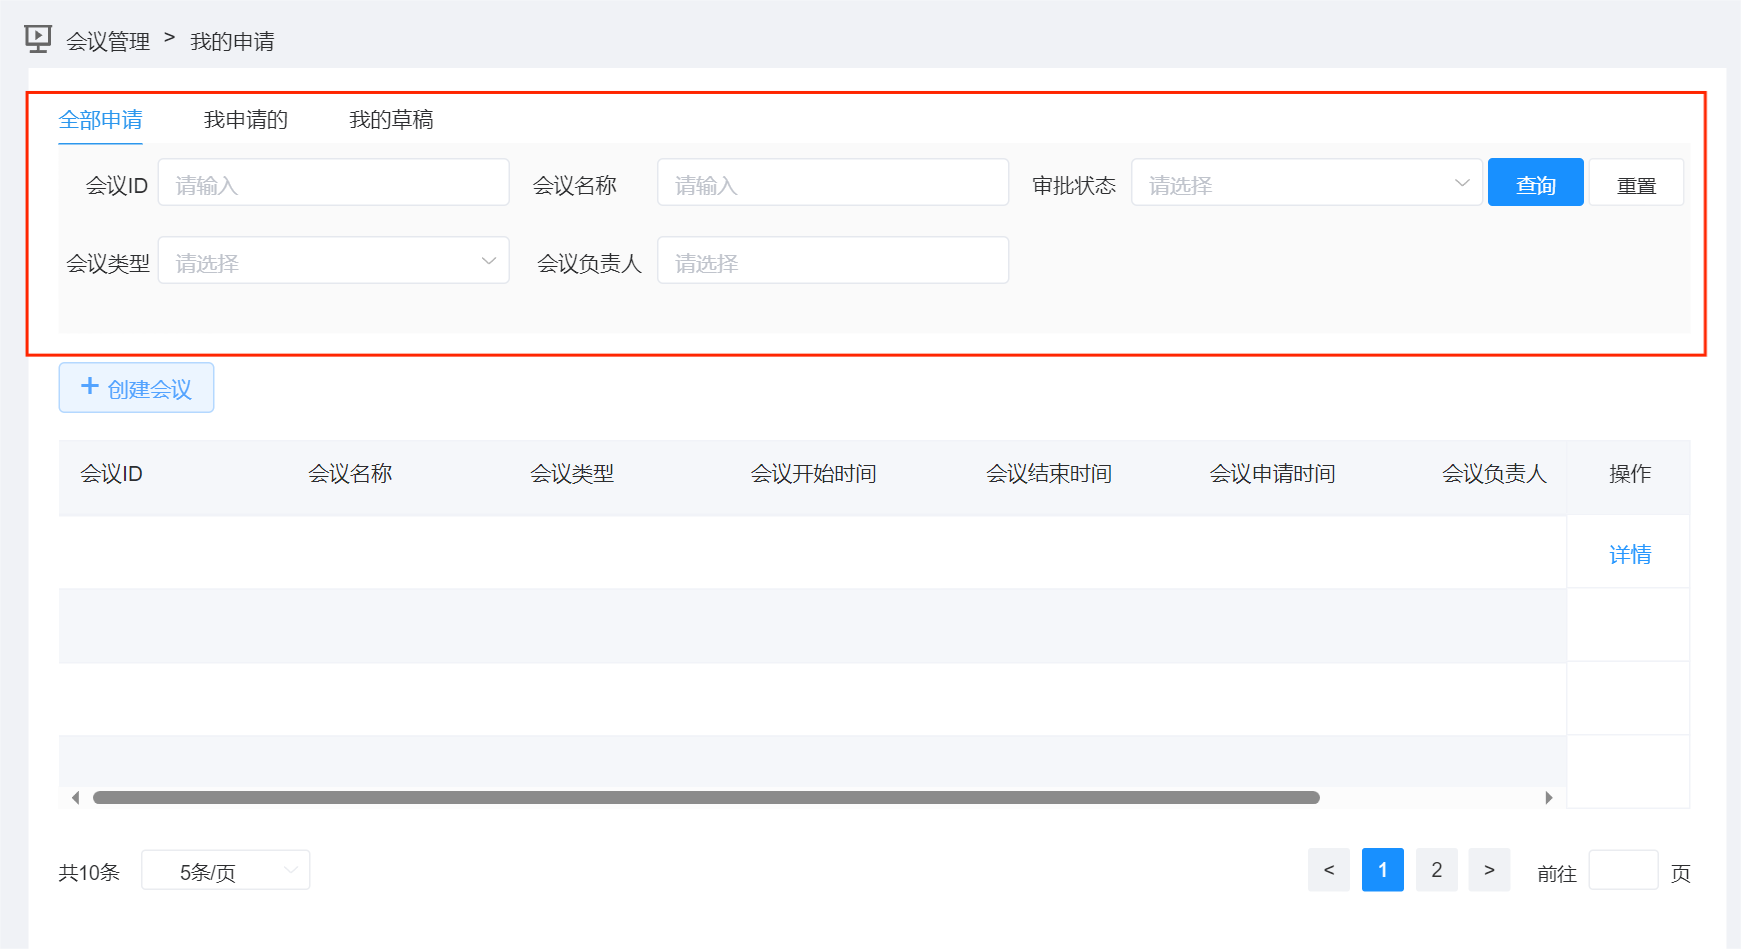 会议管理 > 我的申请
全部申请 我申请的 我的草稿
会议ID 请输入 会议名称 请输入 审批状态 请选择 查询 重置
会议类型 请选择 会议负责人 请选择
+ 创建会议
会议ID 会议名称 会议类型 会议开始时间 会议结束时间 会议申请时间 会议负责人 操作
详情
共10条 5条/页 < 1 2 > 前往 页